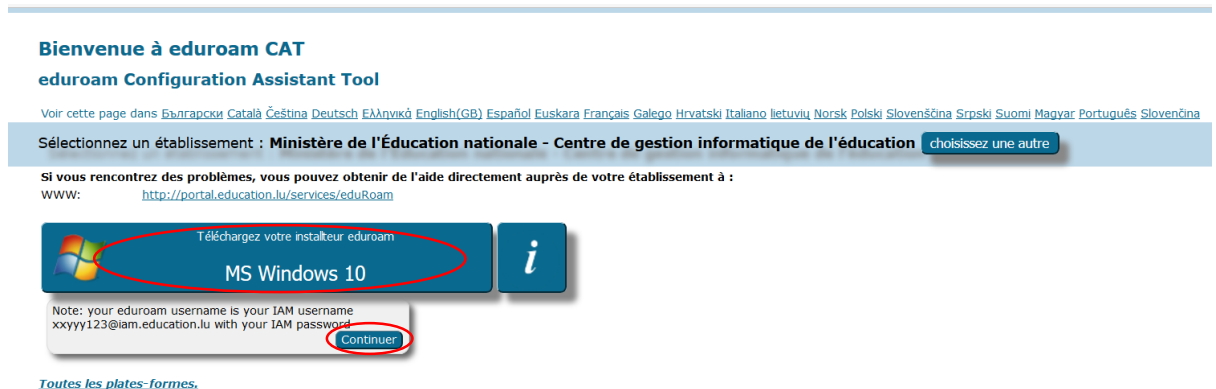 Bienvenue à eduroam CAT
eduroam Configuration Assistant Tool
Voir cette page dans Български Català Čeština Deutsch Ελληνικά English(GB) Español Euskara Français Galego Hrvatski Italiano lietuvių Norsk Polski Slovenščina Srpski Suomi Magyar Português Slovenčina
Sélectionnez un établissement : Ministère de l'Éducation nationale - Centre de gestion informatique de l'éducation choisissez une autre
Si vous rencontrez des problèmes, vous pouvez obtenir de l'aide directement auprès de votre établissement à :
WWW: http://portal.education.lu/services/eduRoam
Téléchargez votre installteur eduroam
MS Windows 10
i
Note: your eduroam username is your IAM username
xxyyy123@iam.education.lu with your IAM password
Continuer
Toutes les plates-formes.